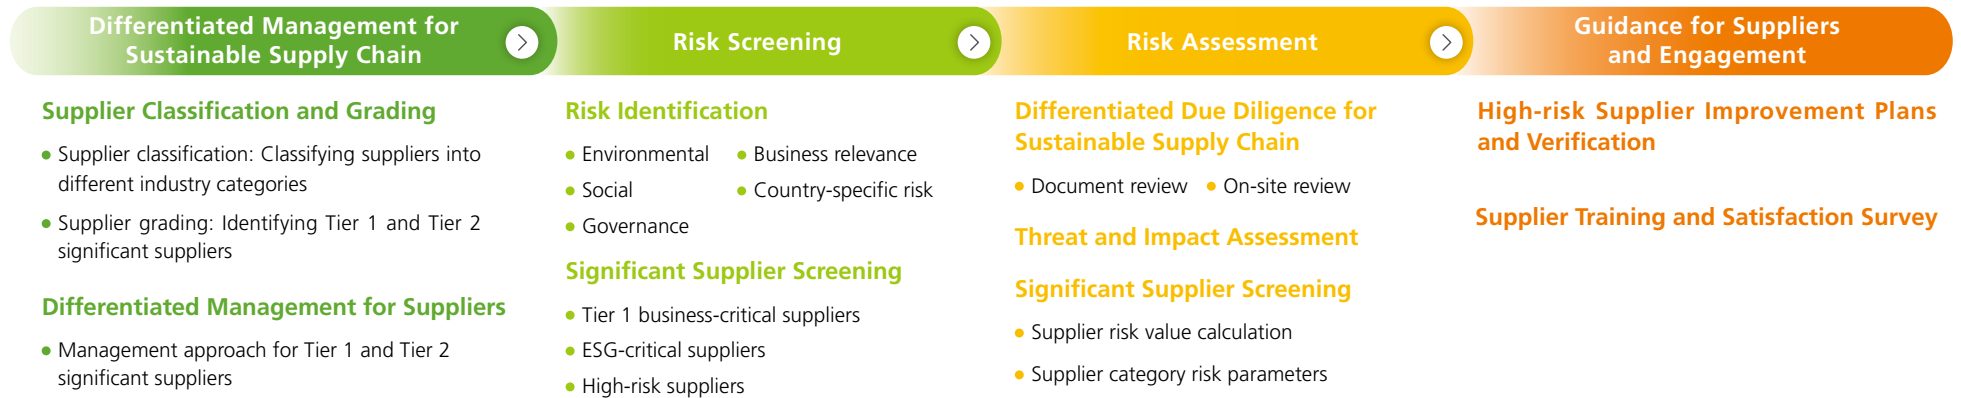 Differentiated Management for
Sustainable Supply Chain
Supplier Classification and Grading
Supplier classification: Classifying suppliers into
different industry categories
Supplier grading: Identifying Tier 1 and Tier 2
significant suppliers
Differentiated Management for Suppliers
Management approach for Tier 1 and Tier 2
significant suppliers
Risk Screening
Risk Identification
Environmental
Social
Governance
Business relevance
Country-specific risk
Significant Supplier Screening
Tier 1 business-critical suppliers
ESG-critical suppliers
High-risk suppliers
Risk Assessment
Differentiated Due Diligence for
Sustainable Supply Chain
Document review
On-site review
Threat and Impact Assessment
Significant Supplier Screening
Supplier risk value calculation
Supplier category risk parameters
Guidance for Suppliers
and Engagement
High-risk Supplier Improvement Plans
and Verification
Supplier Training and Satisfaction Survey